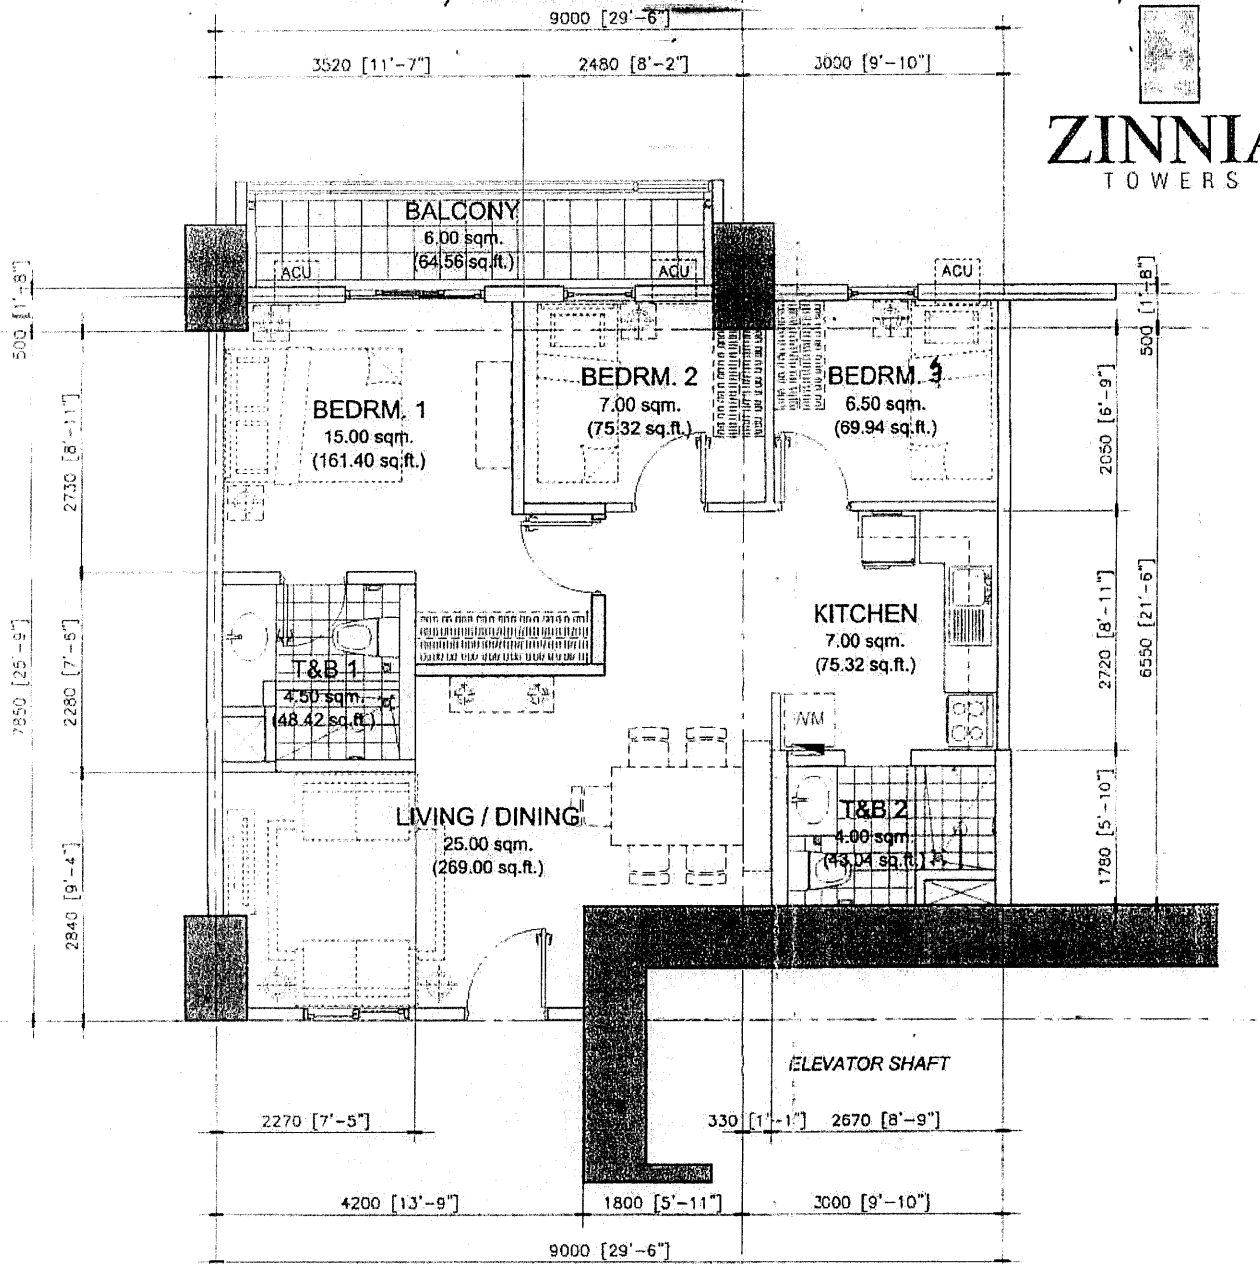 9000 [29'-6"]
3520 [11'-7"]
2480 [8'-2"]
3000 [9'-10"]
ZINNIA
TOWERS
BALCONY
6.00 sqm.
(64.56 sq.ft.)
ACU
ACU
ACU
500 [1'-8"]
500 [1'-8"]
BEDRM. 1
15.00 sqm.
(161.40 sq.ft.)
BEDRM. 2
7.00 sqm.
(75.32 sq.ft.)
BEDRM. 3
6.50 sqm.
(69.94 sq.ft.)
2730 [8'-11"]
2050 [6'-9"]
7850 [25'-9"]
2280 [7'-6"]
T&B 1
4.50 sqm.
(48.42 sq.ft.)
KITCHEN
7.00 sqm.
(75.32 sq.ft.)
WM
2720 [8'-11"]
6550 [21'-6"]
LIVING / DINING
25.00 sqm.
(269.00 sq.ft.)
T&B 2
4.00 sqm.
(43.04 sq.ft.)
2840 [9'-4"]
1780 [5'-10"]
ELEVATOR SHAFT
2270 [7'-5"]
330 [1'-1"]
2670 [8'-9"]
4200 [13'-9"]
1800 [5'-11"]
3000 [9'-10"]
9000 [29'-6"]